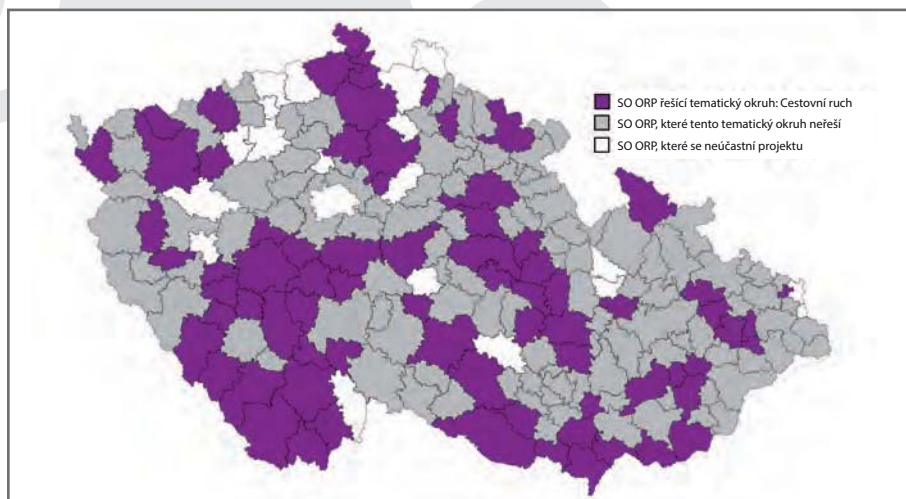 SO ORP řešící tematický okruh: Cestovní ruch
SO ORP, které tento tematický okruh neřeší
SO ORP, které se neúčastní projektu